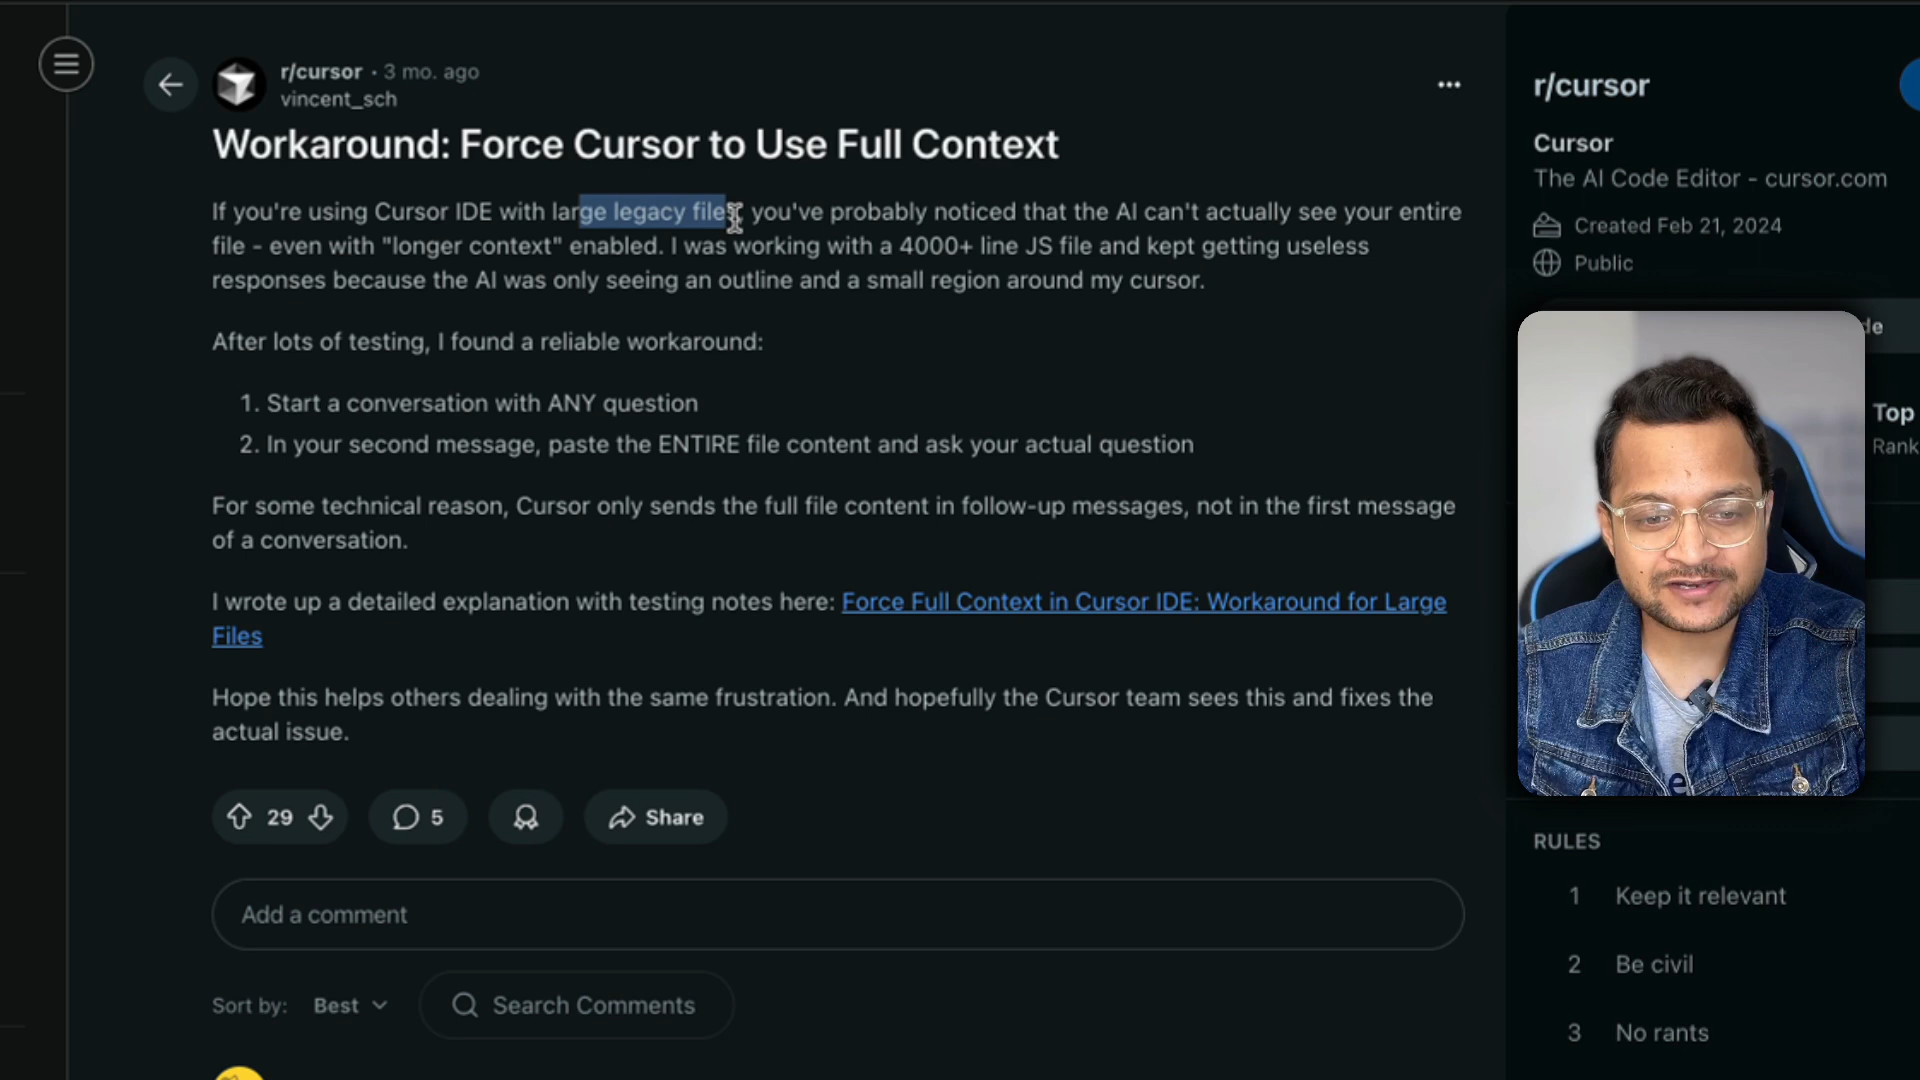 r/cursor • 3 mo. ago
vincent_sch
Workaround: Force Cursor to Use Full Context
If you're using Cursor IDE with large legacy files, you've probably noticed that the AI can't actually see your entire
file - even with "longer context" enabled. I was working with a 4000+ line JS file and kept getting useless
responses because the AI was only seeing an outline and a small region around my cursor.
After lots of testing, I found a reliable workaround:
1. Start a conversation with ANY question
2. In your second message, paste the ENTIRE file content and ask your actual question
For some technical reason, Cursor only sends the full file content in follow-up messages, not in the first message
of a conversation.
I wrote up a detailed explanation with testing notes here: Force Full Context in Cursor IDE: Workaround for Large
Files
Hope this helps others dealing with the same frustration. And hopefully the Cursor team sees this and fixes the
actual issue.
29
5
Share
Add a comment
Sort by: Best
Search Comments
r/cursor
Cursor
The AI Code Editor - cursor.com
Created Feb 21, 2024
Public
de
Top
Rank
RULES
1 Keep it relevant
2 Be civil
3 No rants